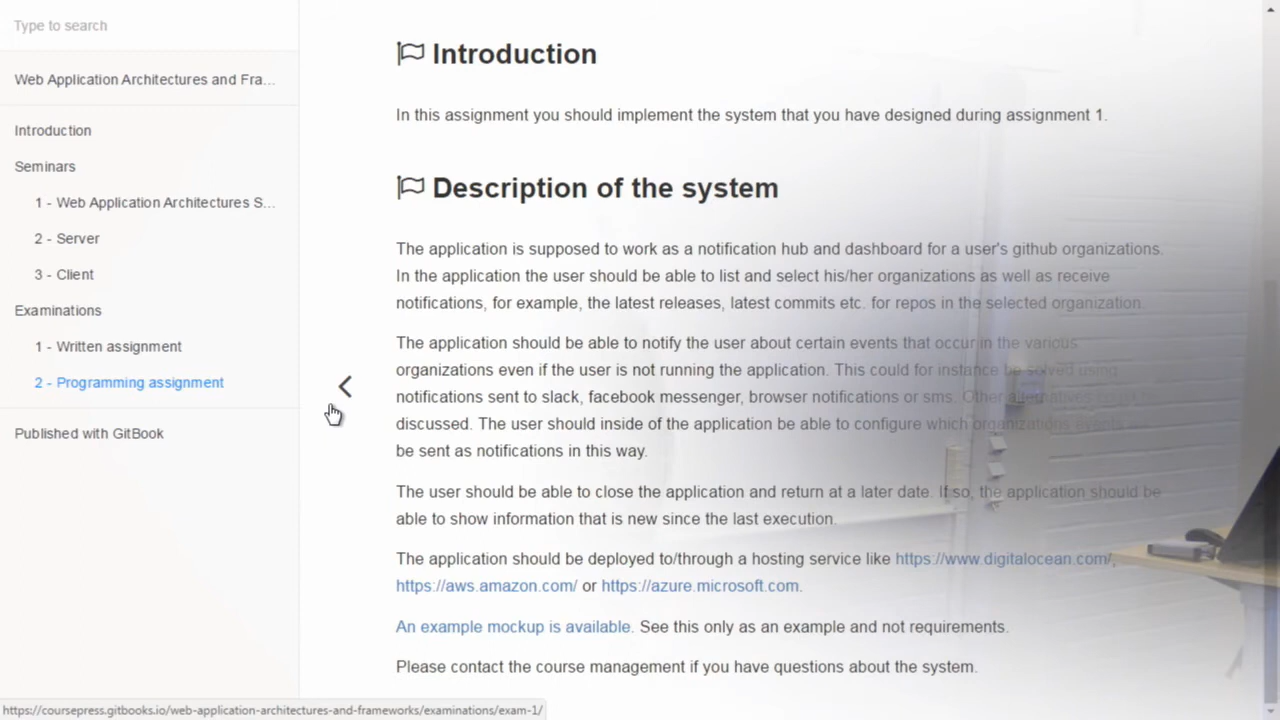 Type to search
Web Application Architectures and Fra...
Introduction
Seminars
1 - Web Application Architectures S...
2 - Server
3 - Client
Examinations
1 - Written assignment
2 - Programming assignment
Published with GitBook
Introduction
In this assignment you should implement the system that you have designed during assignment 1.
Description of the system
The application is supposed to work as a notification hub and dashboard for a user's github organizations.
In the application the user should be able to list and select his/her organizations as well as receive
notifications, for example, the latest releases, latest commits etc. for repos in the selected organization.
The application should be able to notify the user about certain events that occur in the various
organizations even if the user is not running the application. This could for instance be solved using
notifications sent to slack, facebook messenger, browser notifications or sms. Other alternatives
discussed. The user should inside of the application be able to configure which organizations events
be sent as notifications in this way.
The user should be able to close the application and return at a later date. If so, the application should be
able to show information that is new since the last execution.
The application should be deployed to/through a hosting service like https://www.digitalocean.com/,
https://aws.amazon.com/ or https://azure.microsoft.com.
An example mockup is available. See this only as an example and not requirements.
Please contact the course management if you have questions about the system.
https://coursepress.gitbooks.io/web-application-architectures-and-frameworks/examinations/exam-1/